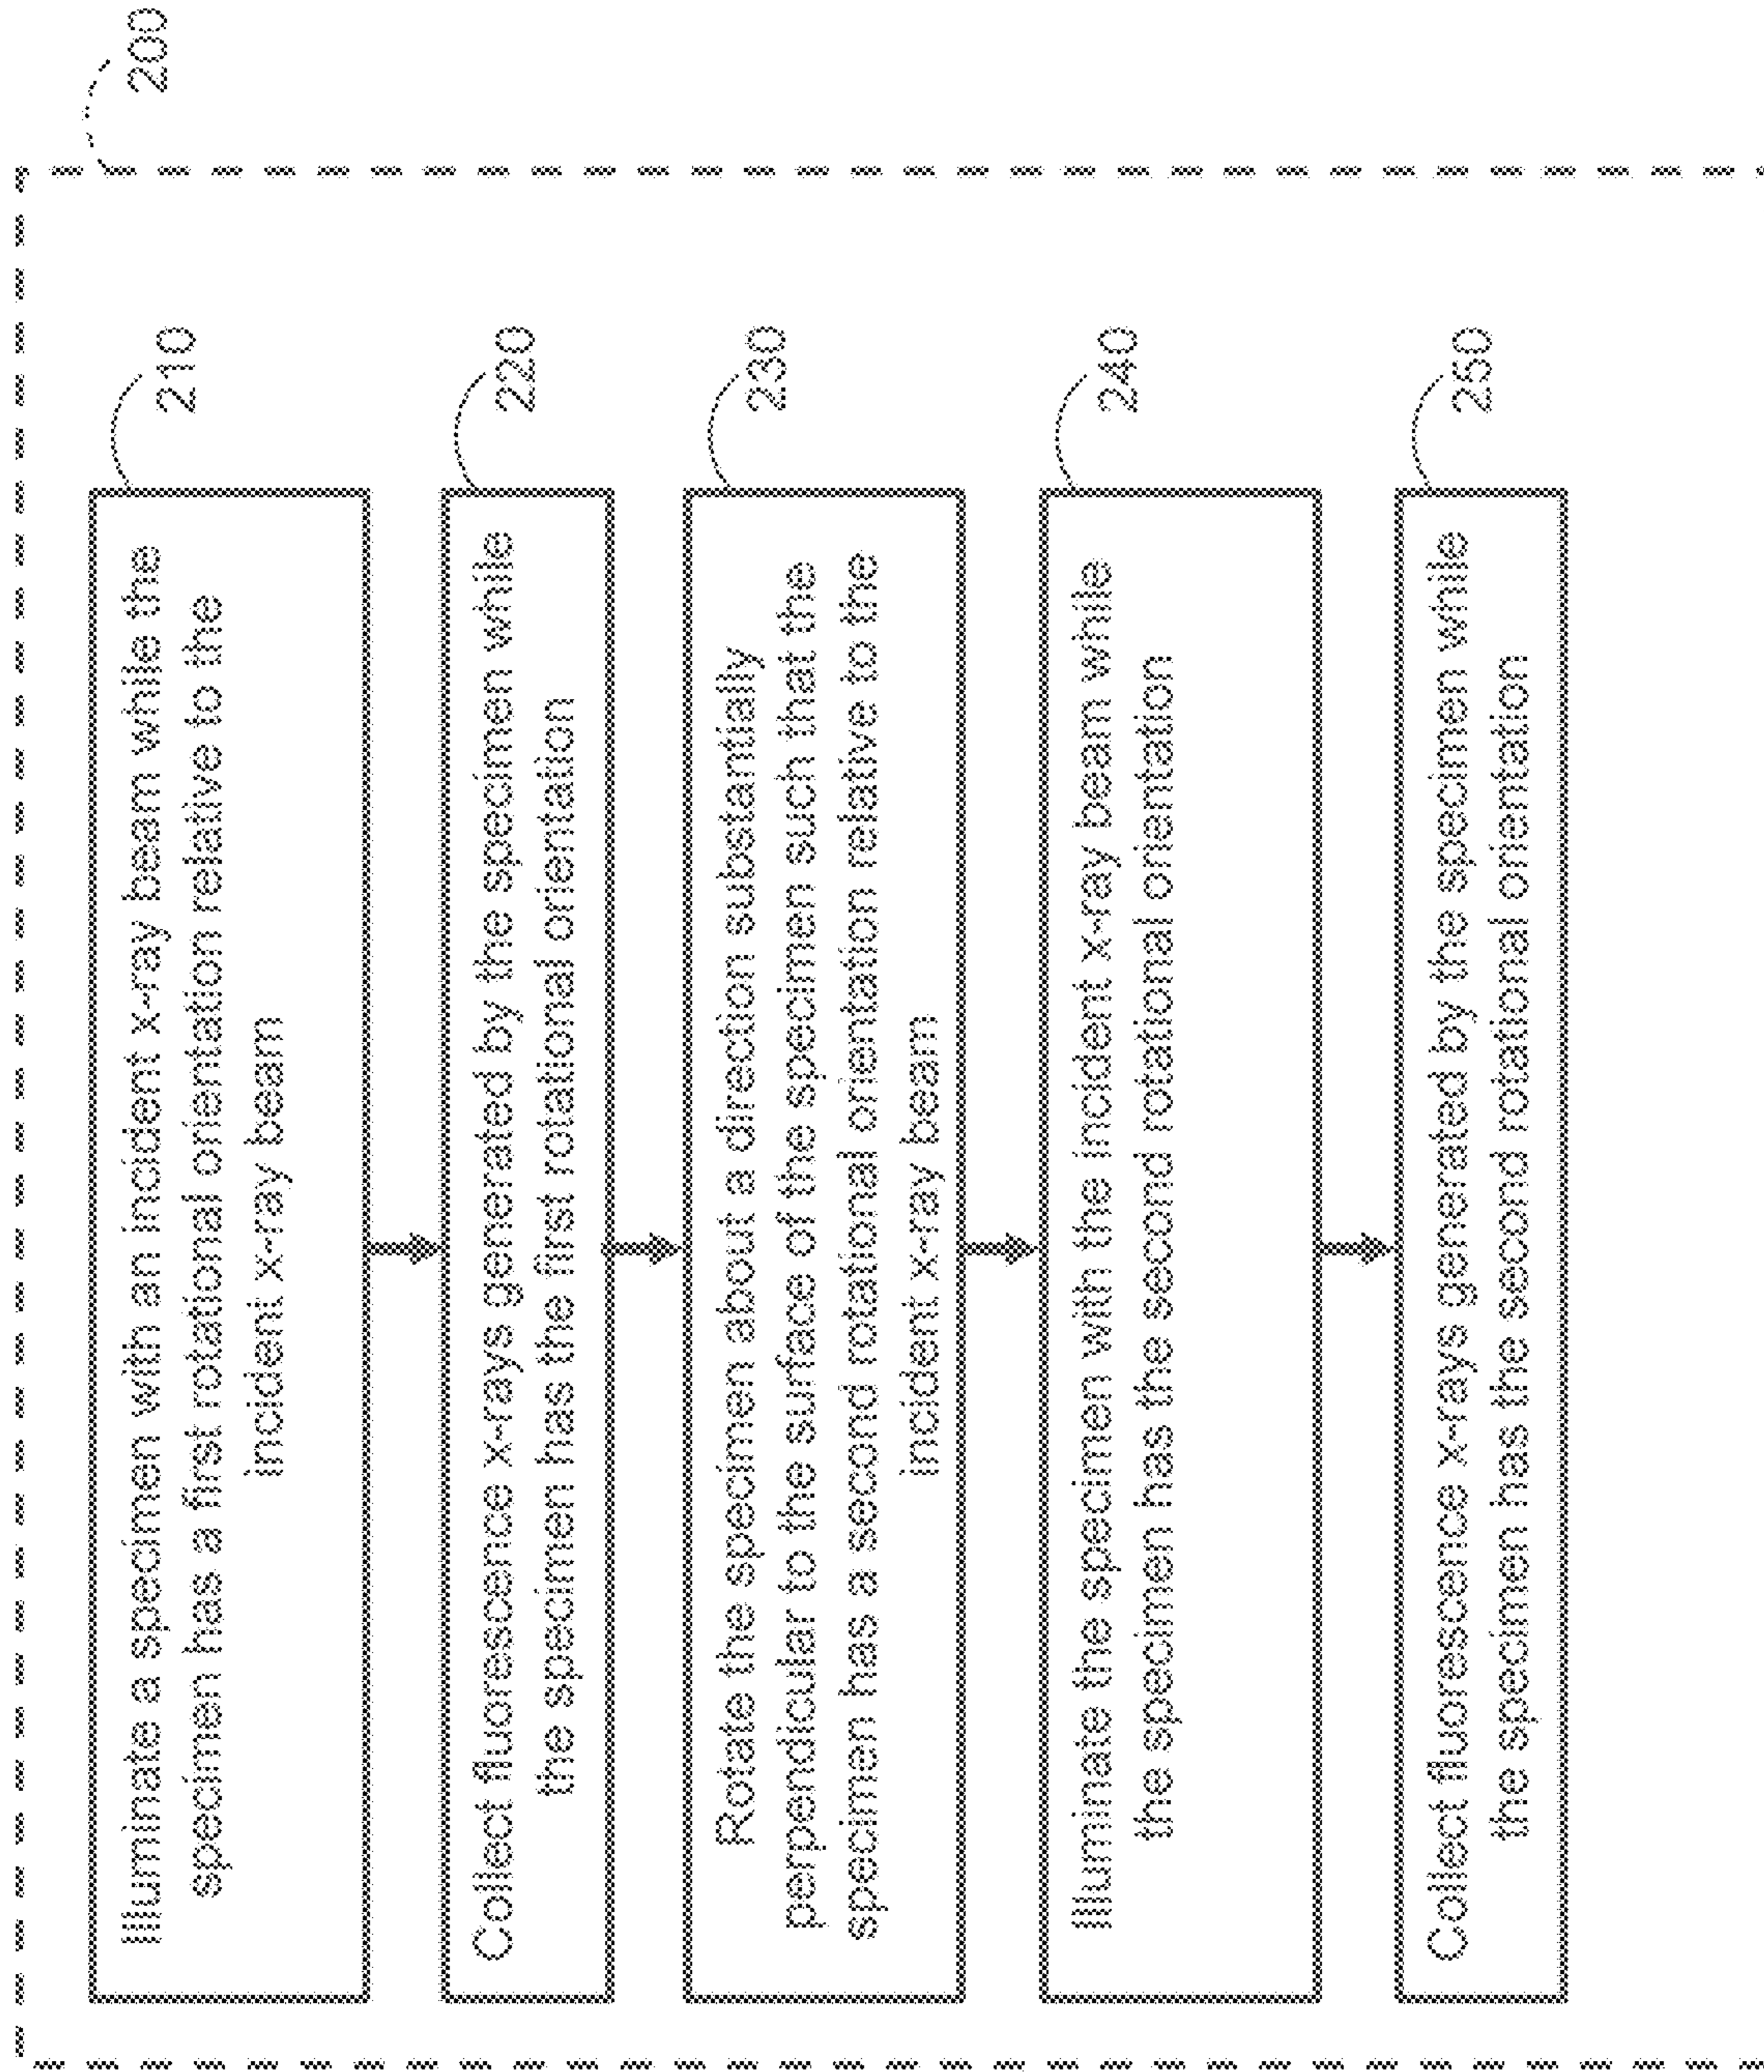 200
210
Illuminate a specimen with an incident x-ray beam while the
specimen has a first rotational orientation relative to the
incident x-ray beam
220
Collect fluorescence x-rays generated by the specimen while
the specimen has the first rotational orientation
230
Rotate the specimen about a direction substantially
perpendicular to the surface of the specimen such that the
specimen has a second rotational orientation relative to the
incident x-ray beam
240
Illuminate the specimen with the incident x-ray beam while
the specimen has the second rotational orientation
250
Collect fluorescence x-rays generated by the specimen while
the specimen has the second rotational orientation